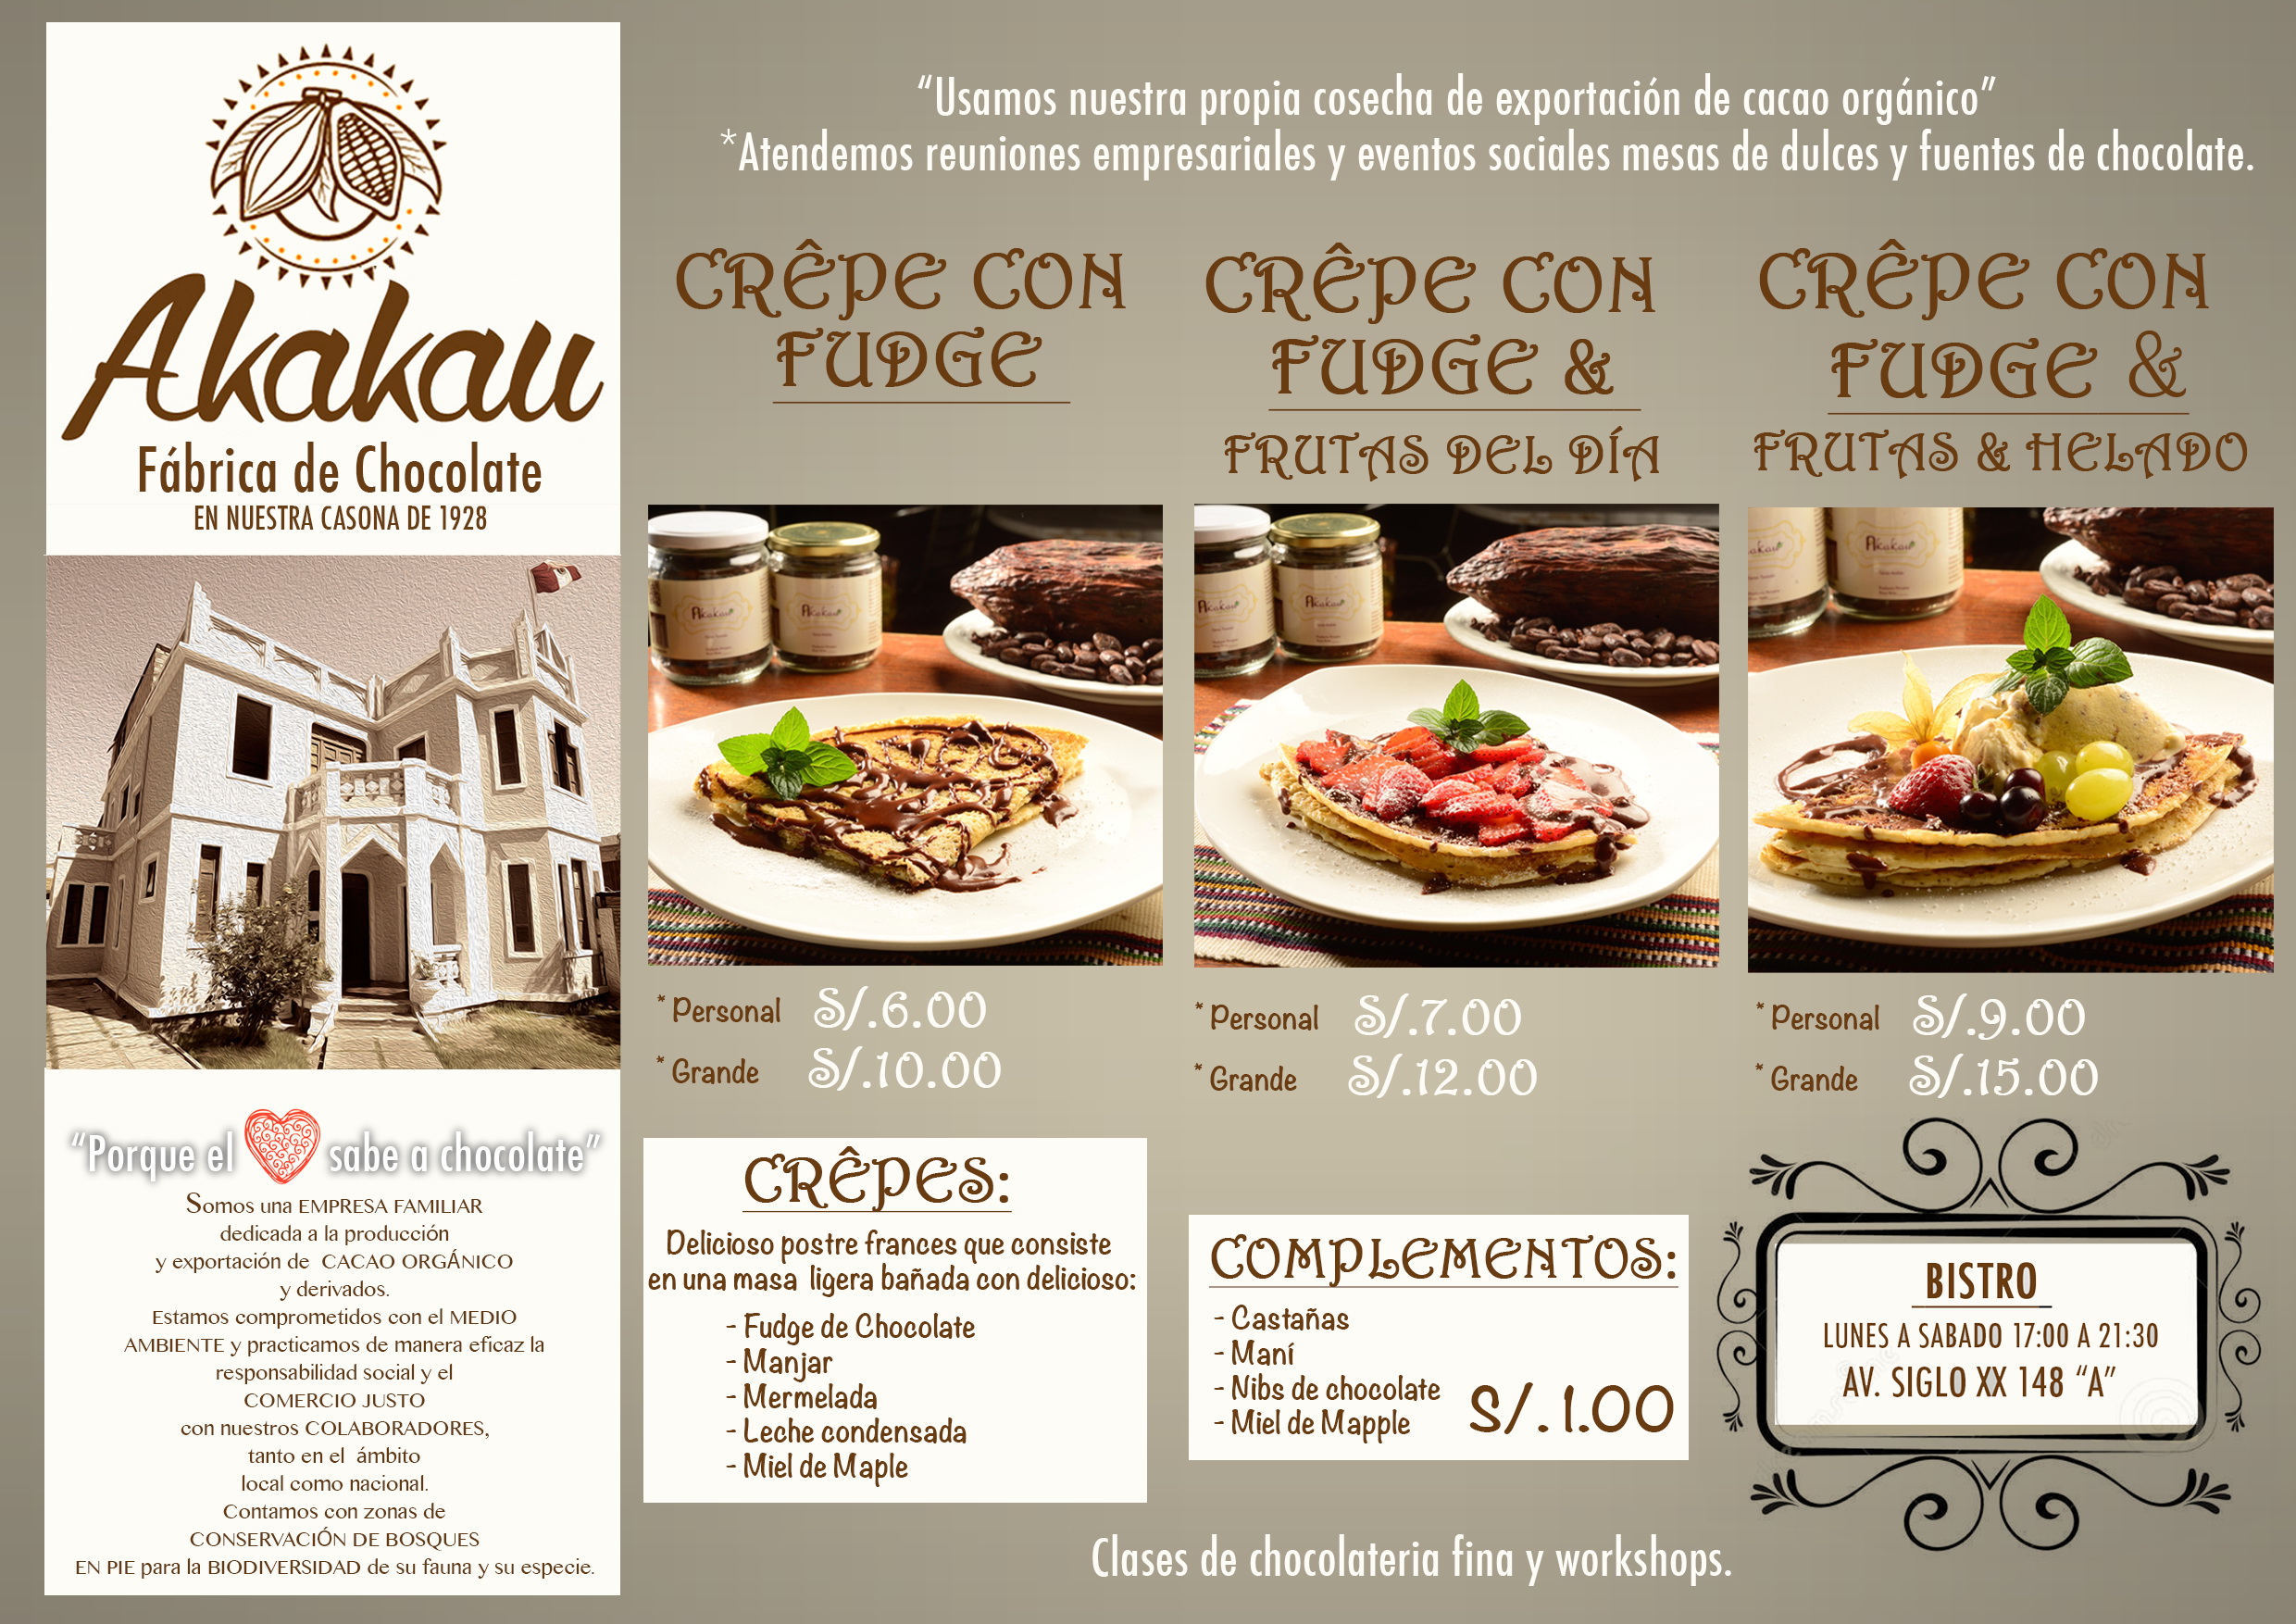 Akakau
Fábrica de Chocolate
EN NUESTRA CASONA DE 1928
"Porque el sabe a chocolate"
Somos una EMPRESA FAMILIAR
dedicada a la producción
y exportación de CACAO ORGÁNICO
y derivados.
Estamos comprometidos con el MEDIO
AMBIENTE y practicamos de manera eficaz la
responsabilidad social y el
COMERCIO JUSTO
con nuestros COLABORADORES,
tanto en el ámbito
local como nacional.
Contamos con zonas de
CONSERVACIÓN DE BOSQUES
EN PIE para la BIODIVERSIDAD de su fauna y su especie.
"Usamos nuestra propia cosecha de exportación de cacao orgánico"
*Atendemos reuniones empresariales y eventos sociales mesas de dulces y fuentes de chocolate.
CRÊPE CON
FUDGE
Akakau
Akakau
* Personal S/.6.00
* Grande S/.10.00
CRÊPE CON
FUDGE &
FRUTAS DEL DÍA
Akakau
Akakau
* Personal S/.7.00
* Grande S/.12.00
CRÊPE CON
FUDGE &
FRUTAS & HELADO
Akakau
* Personal S/.9.00
* Grande S/.15.00
CRÊPES:
Delicioso postre frances que consiste
en una masa ligera bañada con delicioso:
- Fudge de Chocolate
- Manjar
- Mermelada
- Leche condensada
- Miel de Maple
COMPLEMENTOS:
- Castañas
- Maní
- Nibs de chocolate
- Miel de Mapple
S/. 1.00
BISTRO
LUNES A SABADO 17:00 A 21:30
AV. SIGLO XX 148 "A"
Clases de chocolateria fina y workshops.